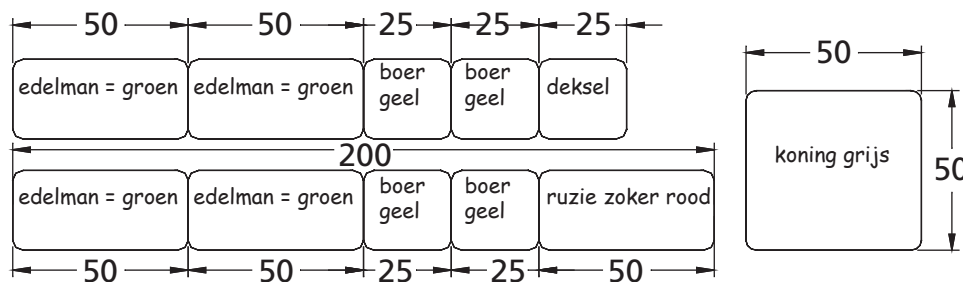 50 50 25 25 25
edelman = groen edelman = groen boer geel boer geel deksel
200
edelman = groen edelman = groen boer geel boer geel ruzie zoker rood
50 50 25 25 50
50
koning grijs
50